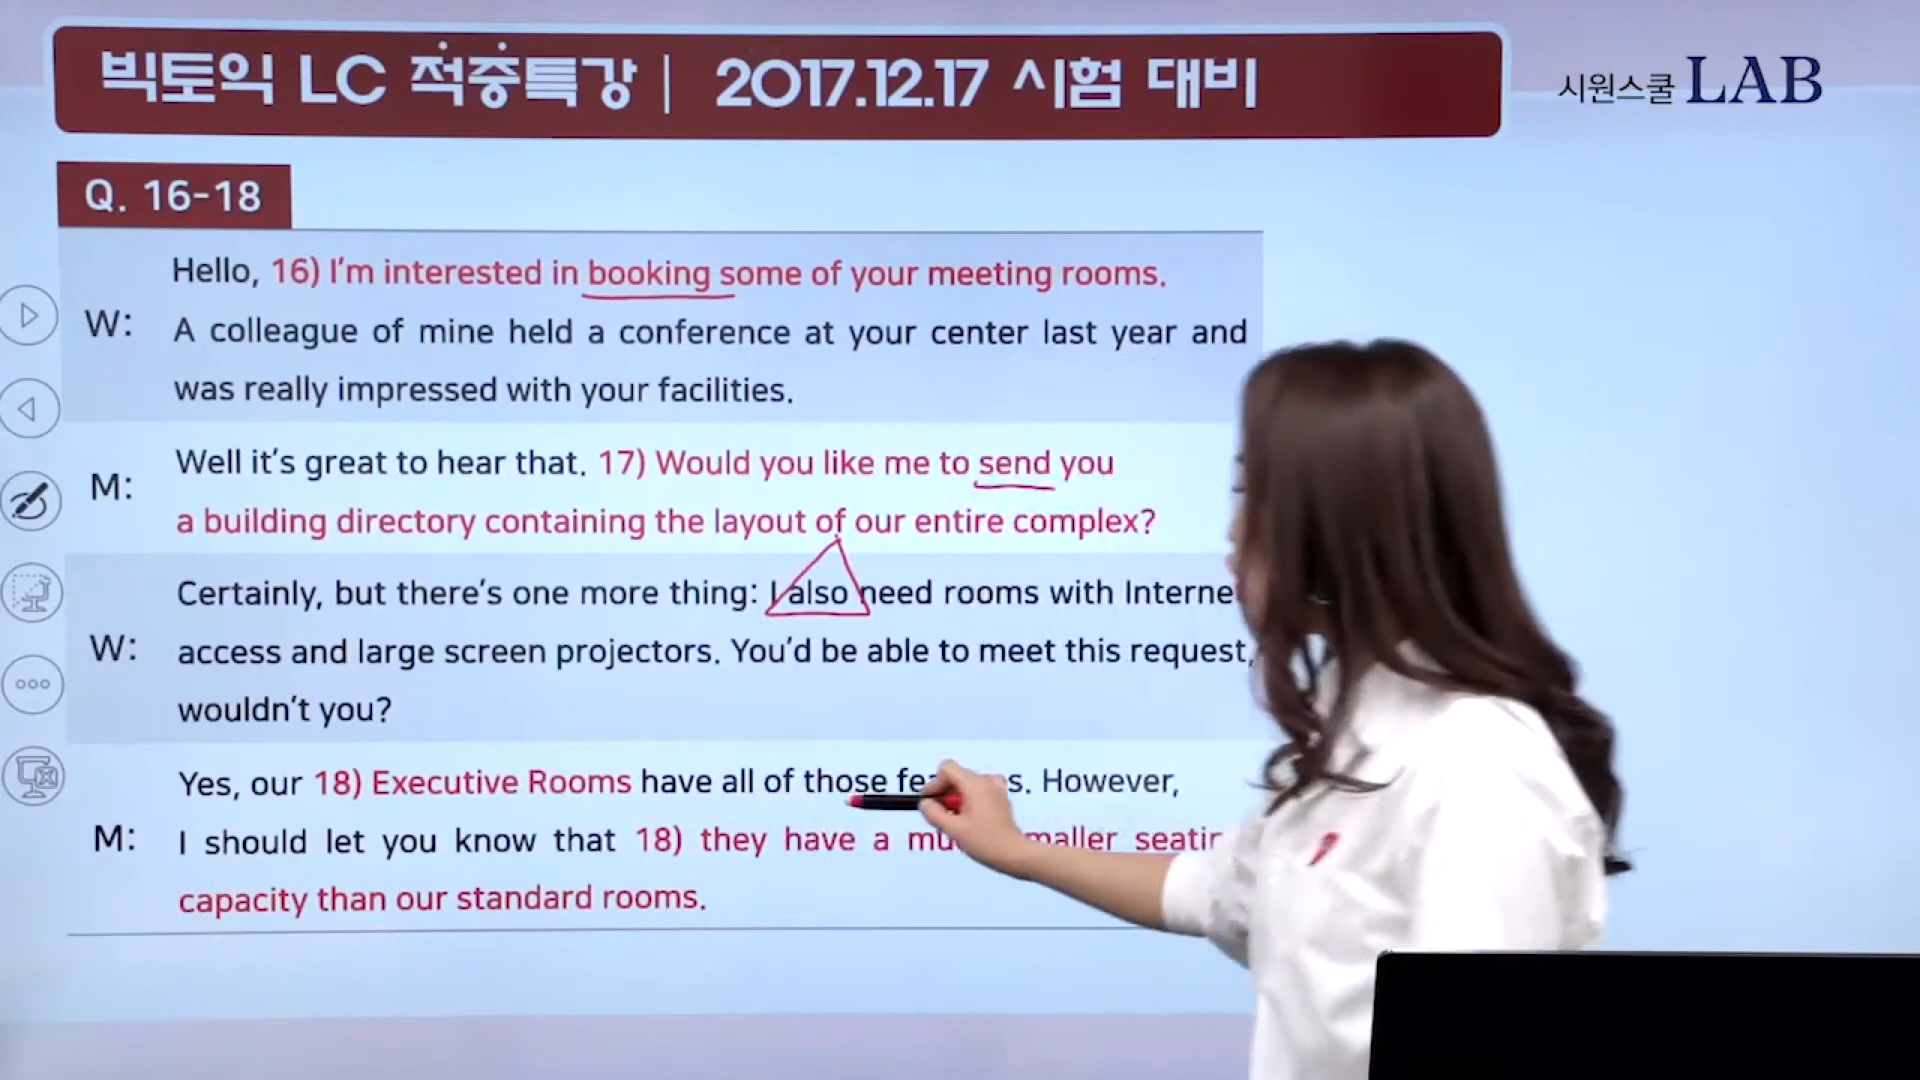 빅토익 LC 적중특강 | 2017.12.17 시험 대비
시원스쿨 LAB
Q. 16-18
Hello, 16) I'm interested in booking some of your meeting rooms.
W: A colleague of mine held a conference at your center last year and
was really impressed with your facilities.
M: Well it's great to hear that. 17) Would you like me to send you
a building directory containing the layout of our entire complex?
Certainly, but there's one more thing: I also need rooms with
W: access and large screen projectors. You'd be able to meet this request,
wouldn't you?
Yes, our 18) Executive Rooms have all of those However,
M: I should let you know that 18) they have a
capacity than our standard rooms.